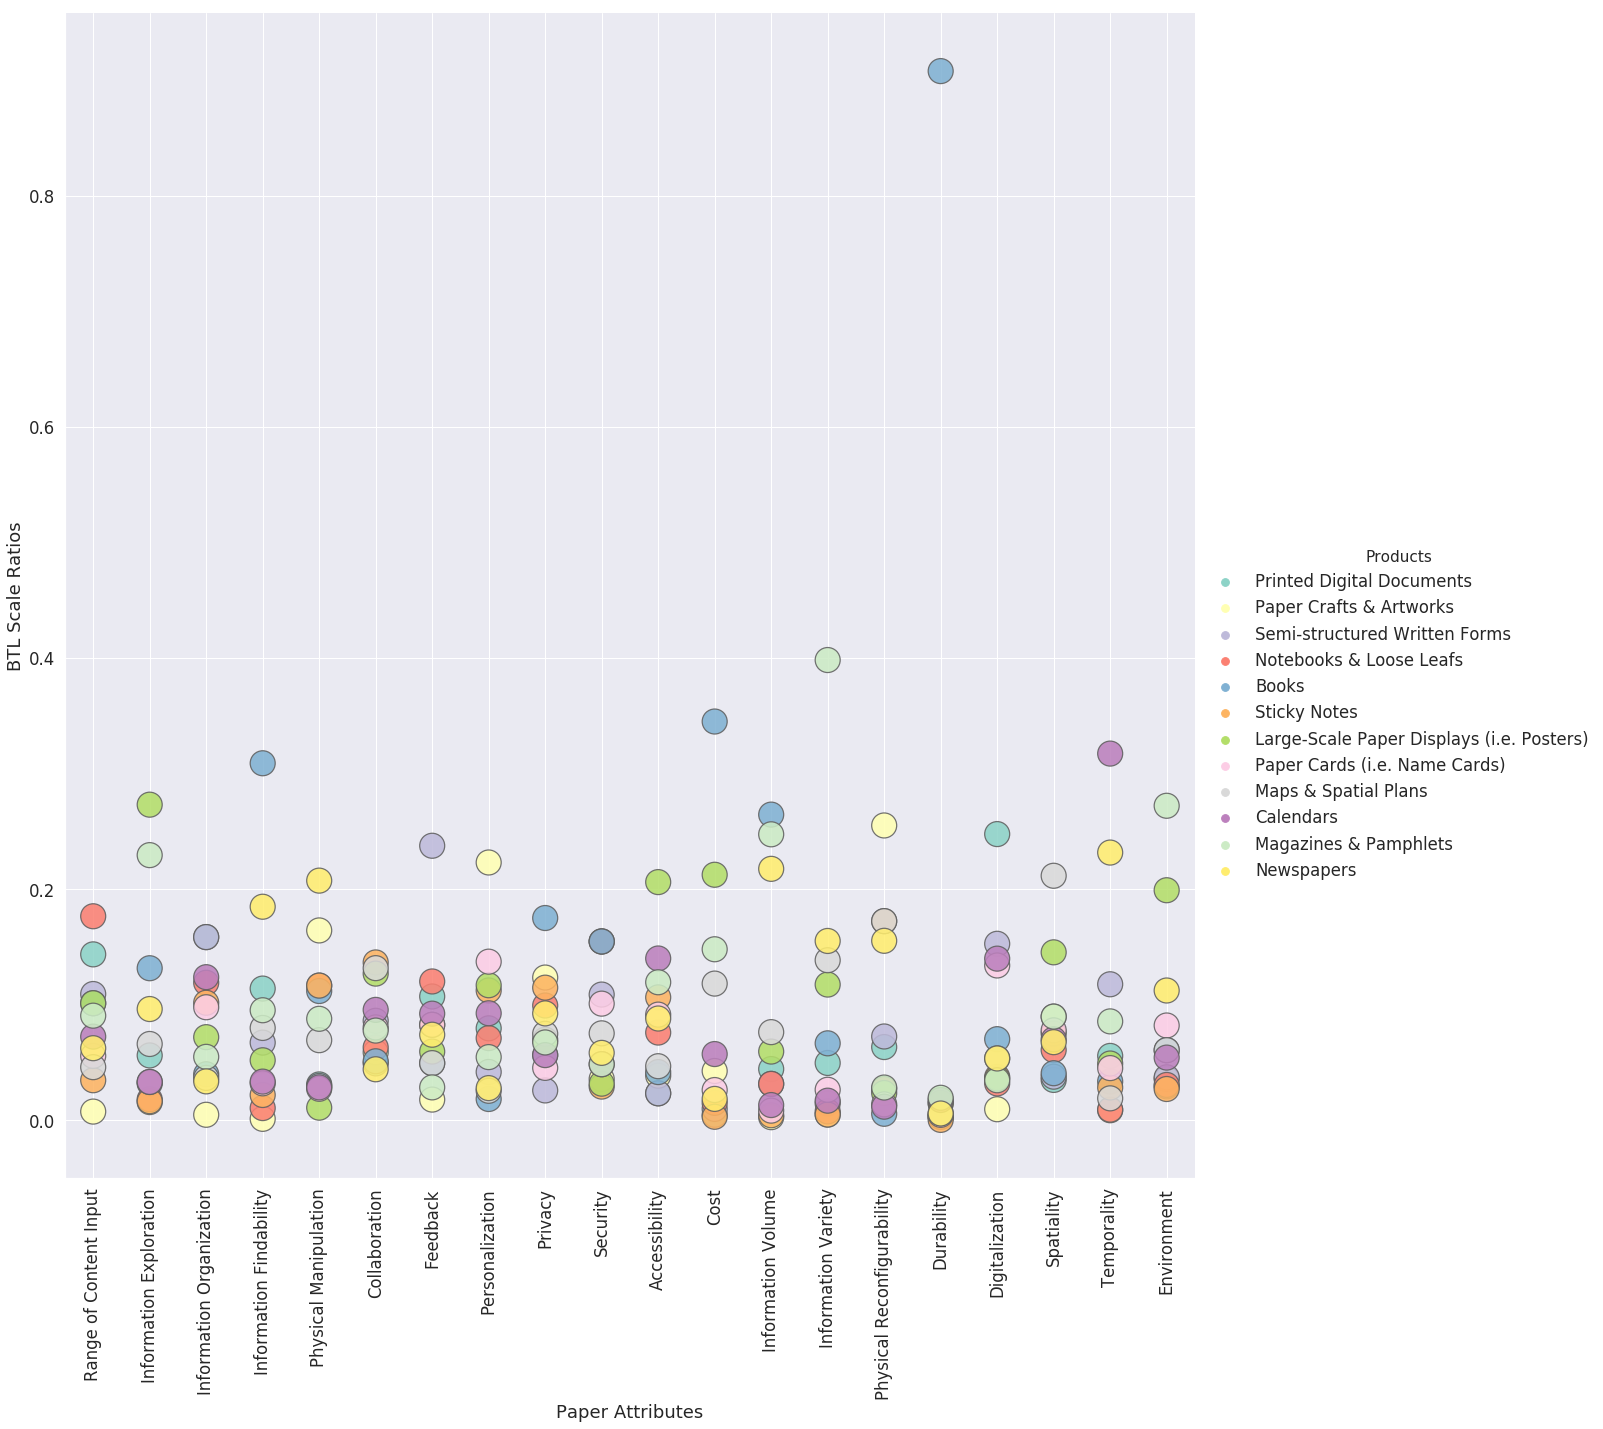 0.8
0.6
0.4
0.2
0.0
BTL Scale Ratios
Range of Content Input
Information Exploration
Information Organization
Information Findability
Physical Manipulation
Collaboration
Feedback
Personalization
Privacy
Security
Accessibility
Cost
Information Volume
Information Variety
Physical Reconfigurability
Durability
Digitalization
Spatiality
Temporality
Environment
Paper Attributes
Products
Printed Digital Documents
Paper Crafts & Artworks
Semi-structured Written Forms
Notebooks & Loose Leafs
Books
Sticky Notes
Large-Scale Paper Displays (i.e. Posters)
Paper Cards (i.e. Name Cards)
Maps & Spatial Plans
Calendars
Magazines & Pamphlets
Newspapers